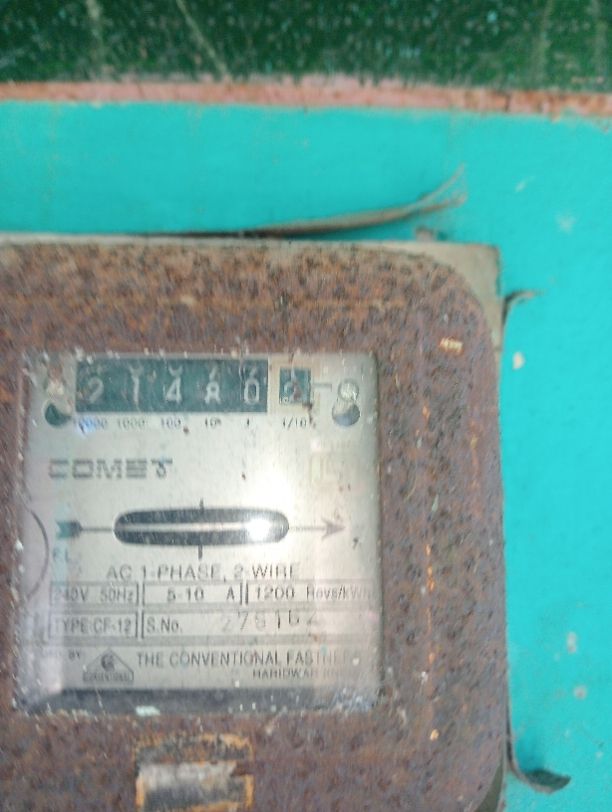 2 1 4 8 0
10000 1000 100 10 1 1/10
COMET
AC 1-PHASE, 2-WIRE
240V 50Hz 5-10 A 1200 Revs/kWh
TYPE:CF-12 S.No.
THE CONVENTIONAL FASTNERS